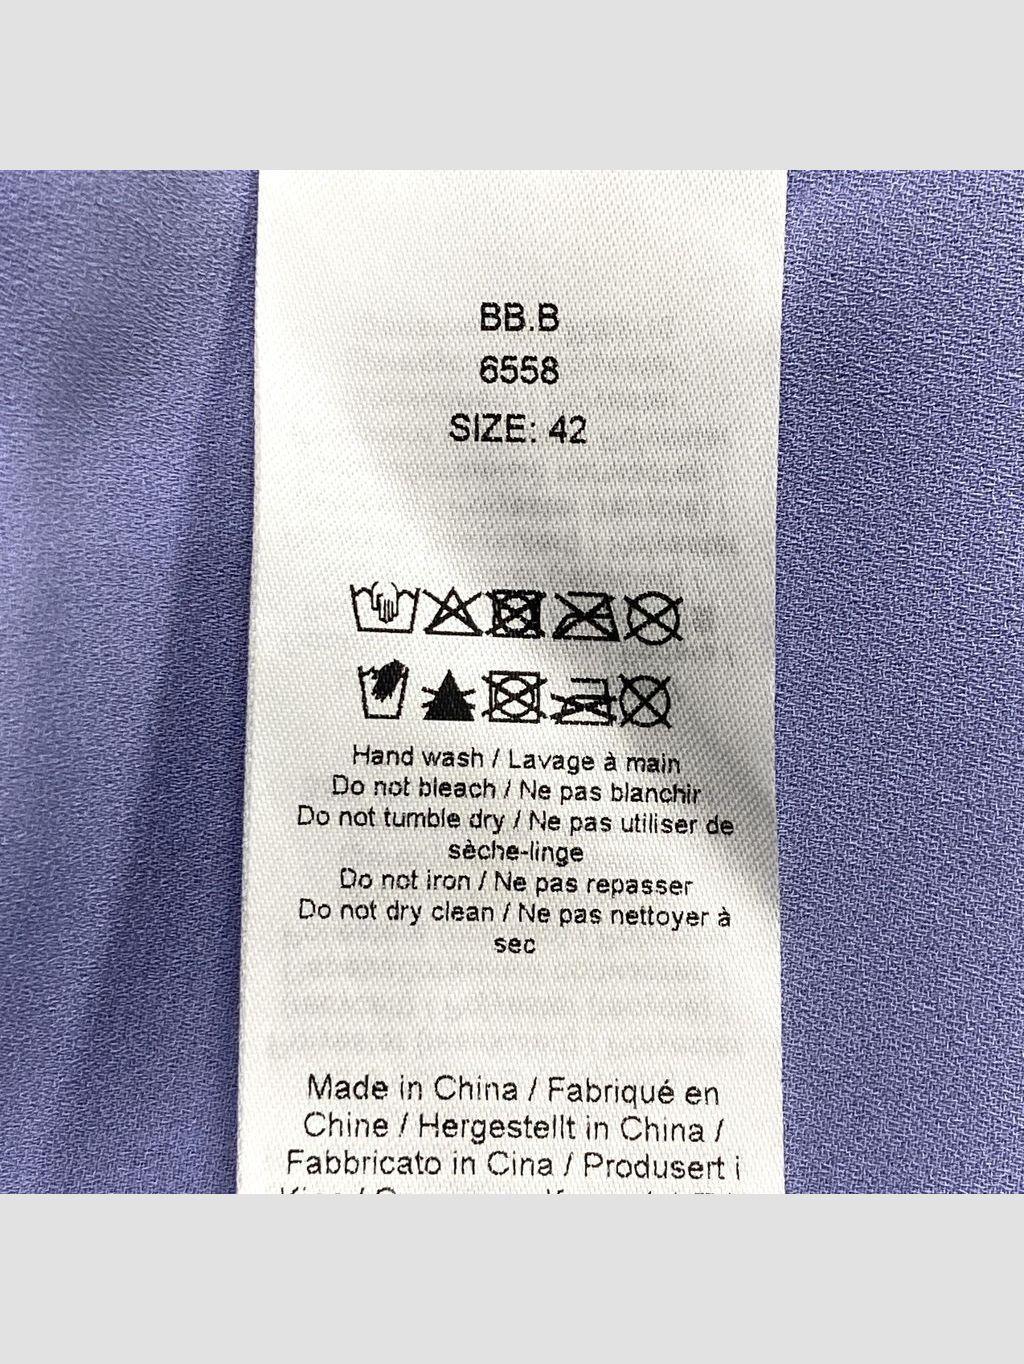 BB.B
6558
SIZE: 42
Hand wash / Lavage à main
Do not bleach / Ne pas blanchir
Do not tumble dry / Ne pas utiliser de
sèche-linge
Do not iron / Ne pas repasser
Do not dry clean / Ne pas nettoyer à
sec
Made in China / Fabriqué en
Chine / Hergestellt in China /
Fabbricato in Cina / Produsert i